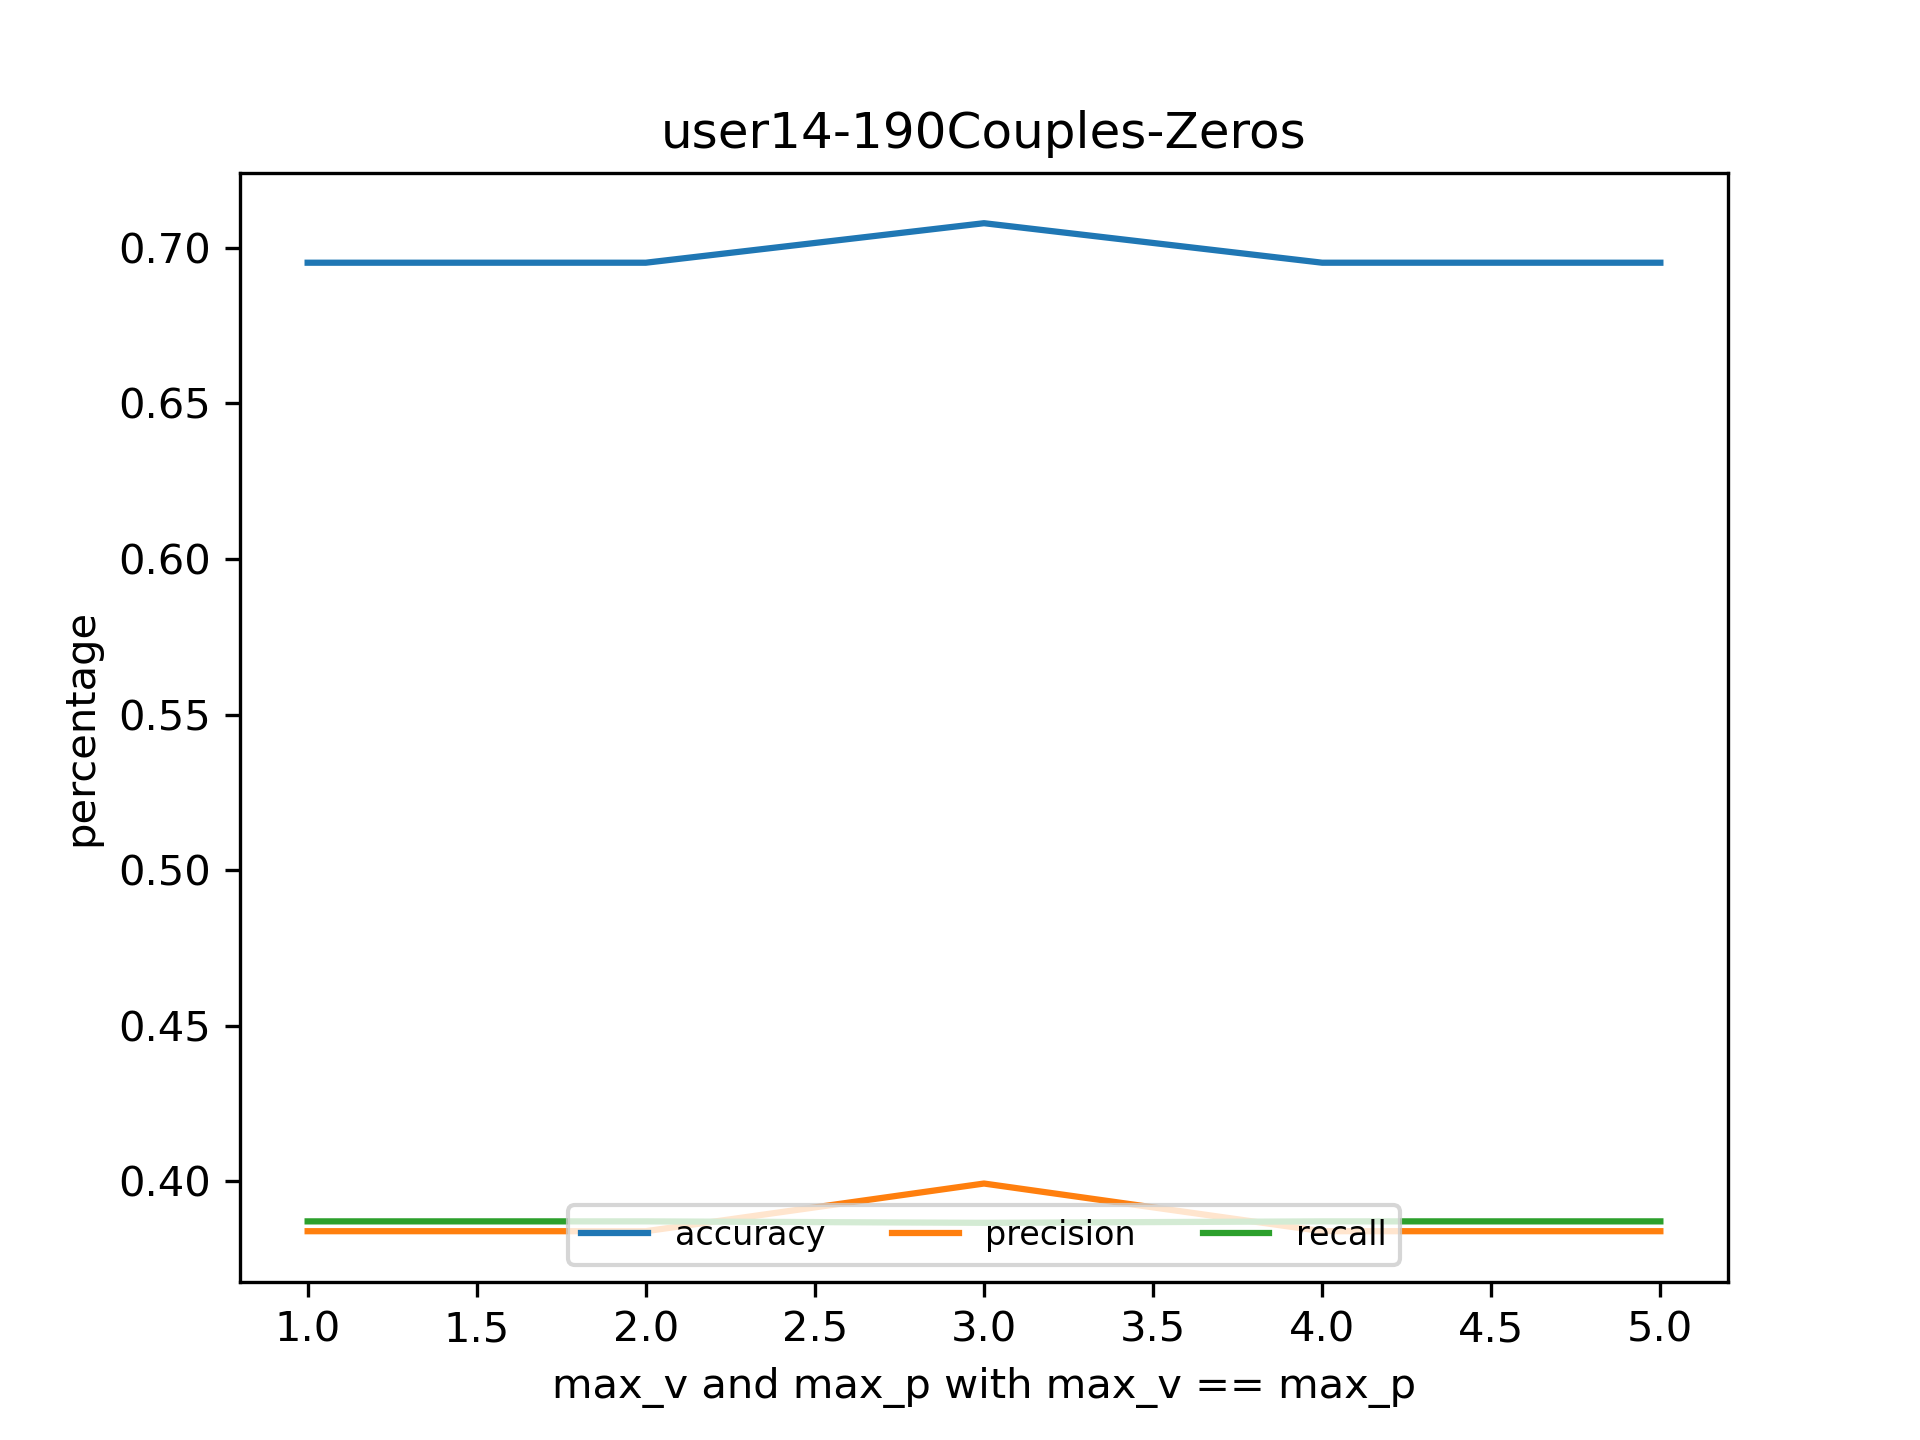 user14-190Couples-Zeros
percentage
0.70
0.65
0.60
0.55
0.50
0.45
0.40
accuracy precision recall
1.0 1.5 2.0 2.5 3.0 3.5 4.0 4.5 5.0
max_v and max_p with max_v == max_p